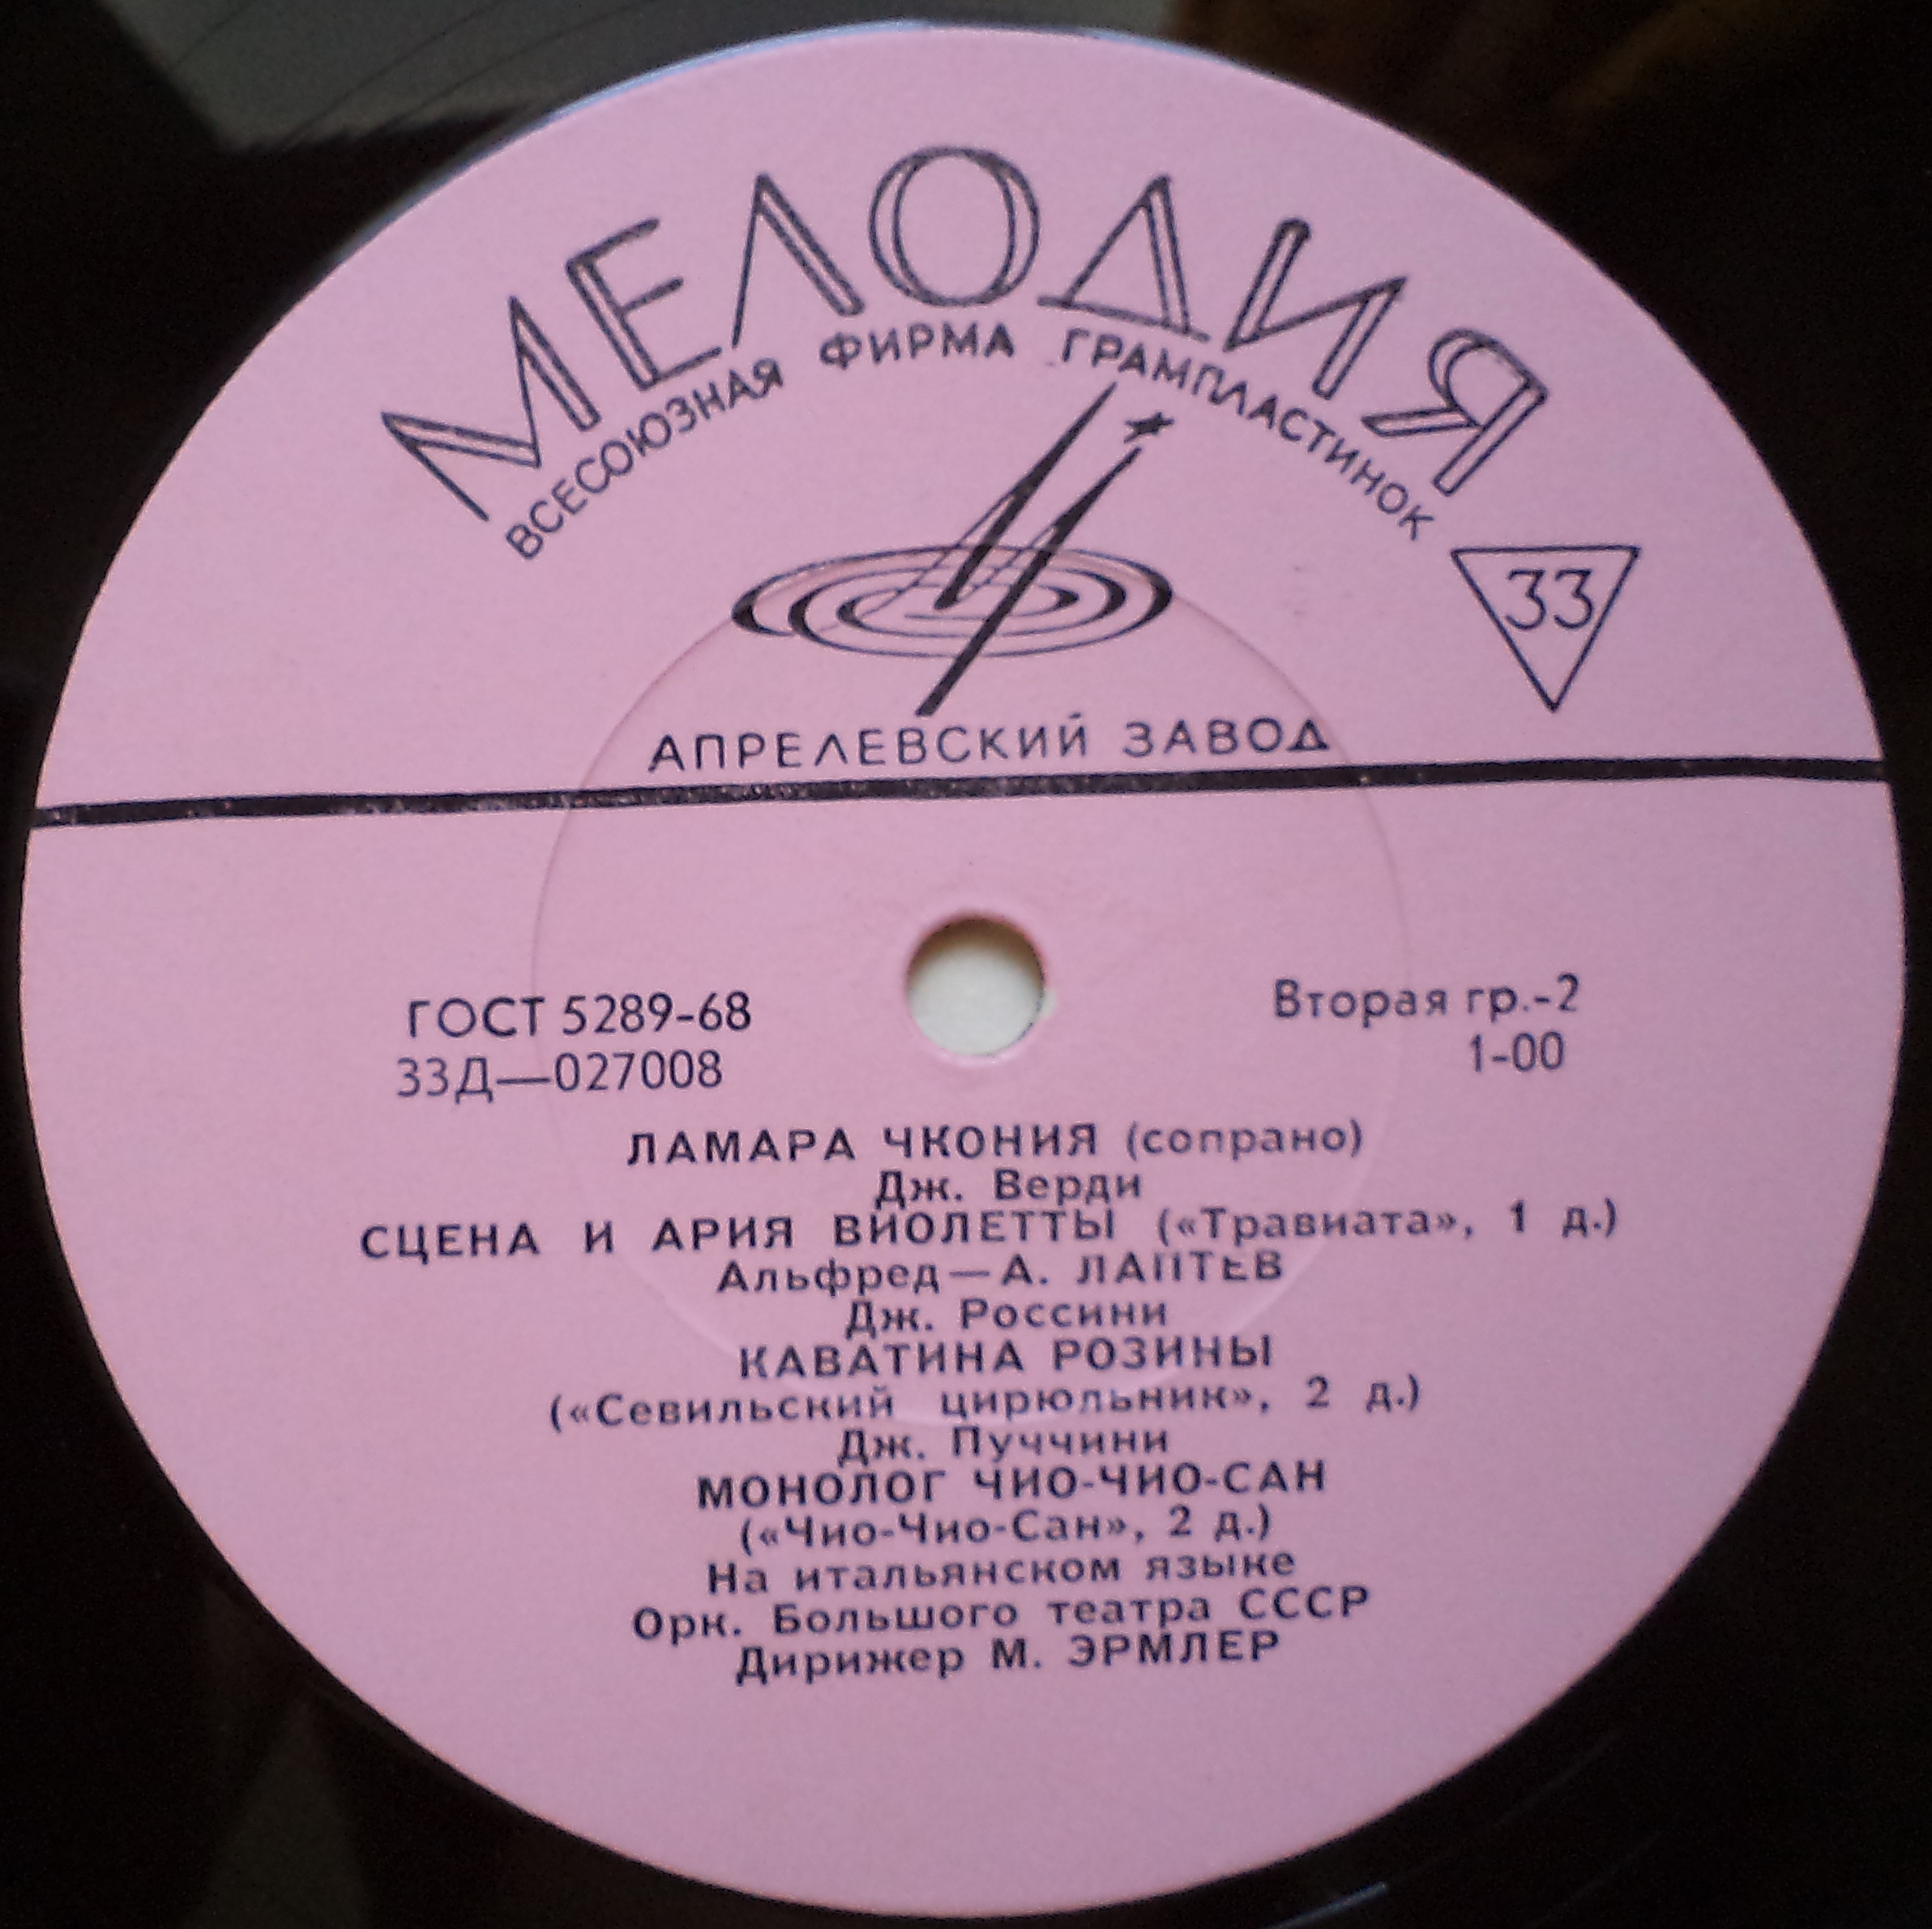 МЕЛОДИЯ
ВСЕСОЮЗНАЯ ФИРМА ГРАМПЛАСТИНОК
33
АПРЕЛЕВСКИЙ ЗАВОД
ГОСТ 5289-68
Вторая гр.-2
33Д—027008
1-00
ЛАМАРА ЧКОНИЯ (сопрано)
Дж. Верди
СЦЕНА И АРИЯ ВИОЛЕТТЫ («Травиата», 1 д.)
Альфред — А. ЛАПТЕВ
Дж. Россини
КАВАТИНА РОЗИНЫ
(«Севильский цирюльник», 2 д.)
Дж. Пуччини
МОНОЛОГ ЧИО-ЧИО-САН
(«Чио-Чио-Сан», 2 д.)
На итальянском языке
Орк. Большого театра СССР
Дирижер М. ЭРМЛЕР